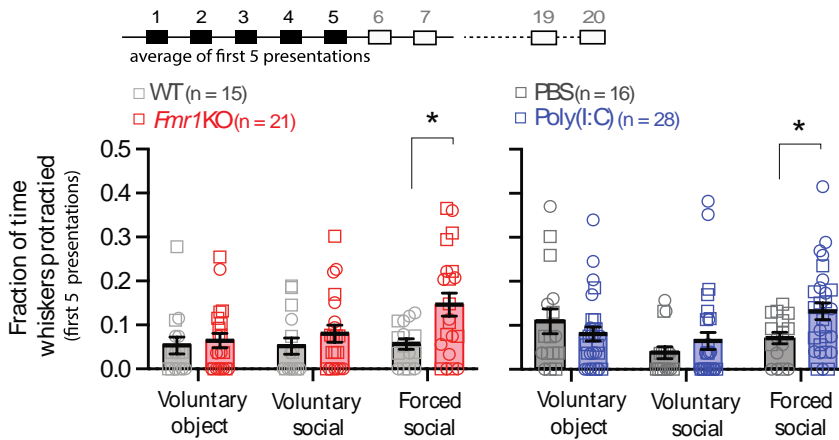 1 2 3 4 5 6 7 19 20
average of first 5 presentations
WT (n = 15)
Fmr1KO (n = 21)
PBS (n = 16)
Poly(I:C) (n = 28)
*
*
Fraction of time
whiskers protractied
(first 5 presentations)
0.5
0.4
0.3
0.2
0.1
0.0
Voluntary object
Voluntary social
Forced social
Voluntary object
Voluntary social
Forced social